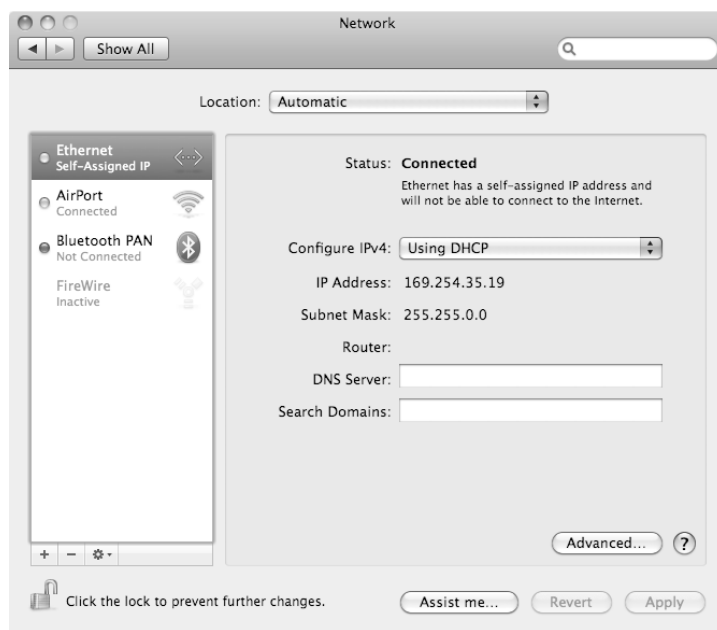 Network
Show All
Location: Automatic
Ethernet
Self-Assigned IP
AirPort
Connected
Bluetooth PAN
Not Connected
FireWire
Inactive
Status: Connected
Ethernet has a self-assigned IP address and
will not be able to connect to the Internet.
Configure IPv4: Using DHCP
IP Address: 169.254.35.19
Subnet Mask: 255.255.0.0
Router:
DNS Server:
Search Domains:
Advanced... ?
Click the lock to prevent further changes.
Assist me... Revert Apply